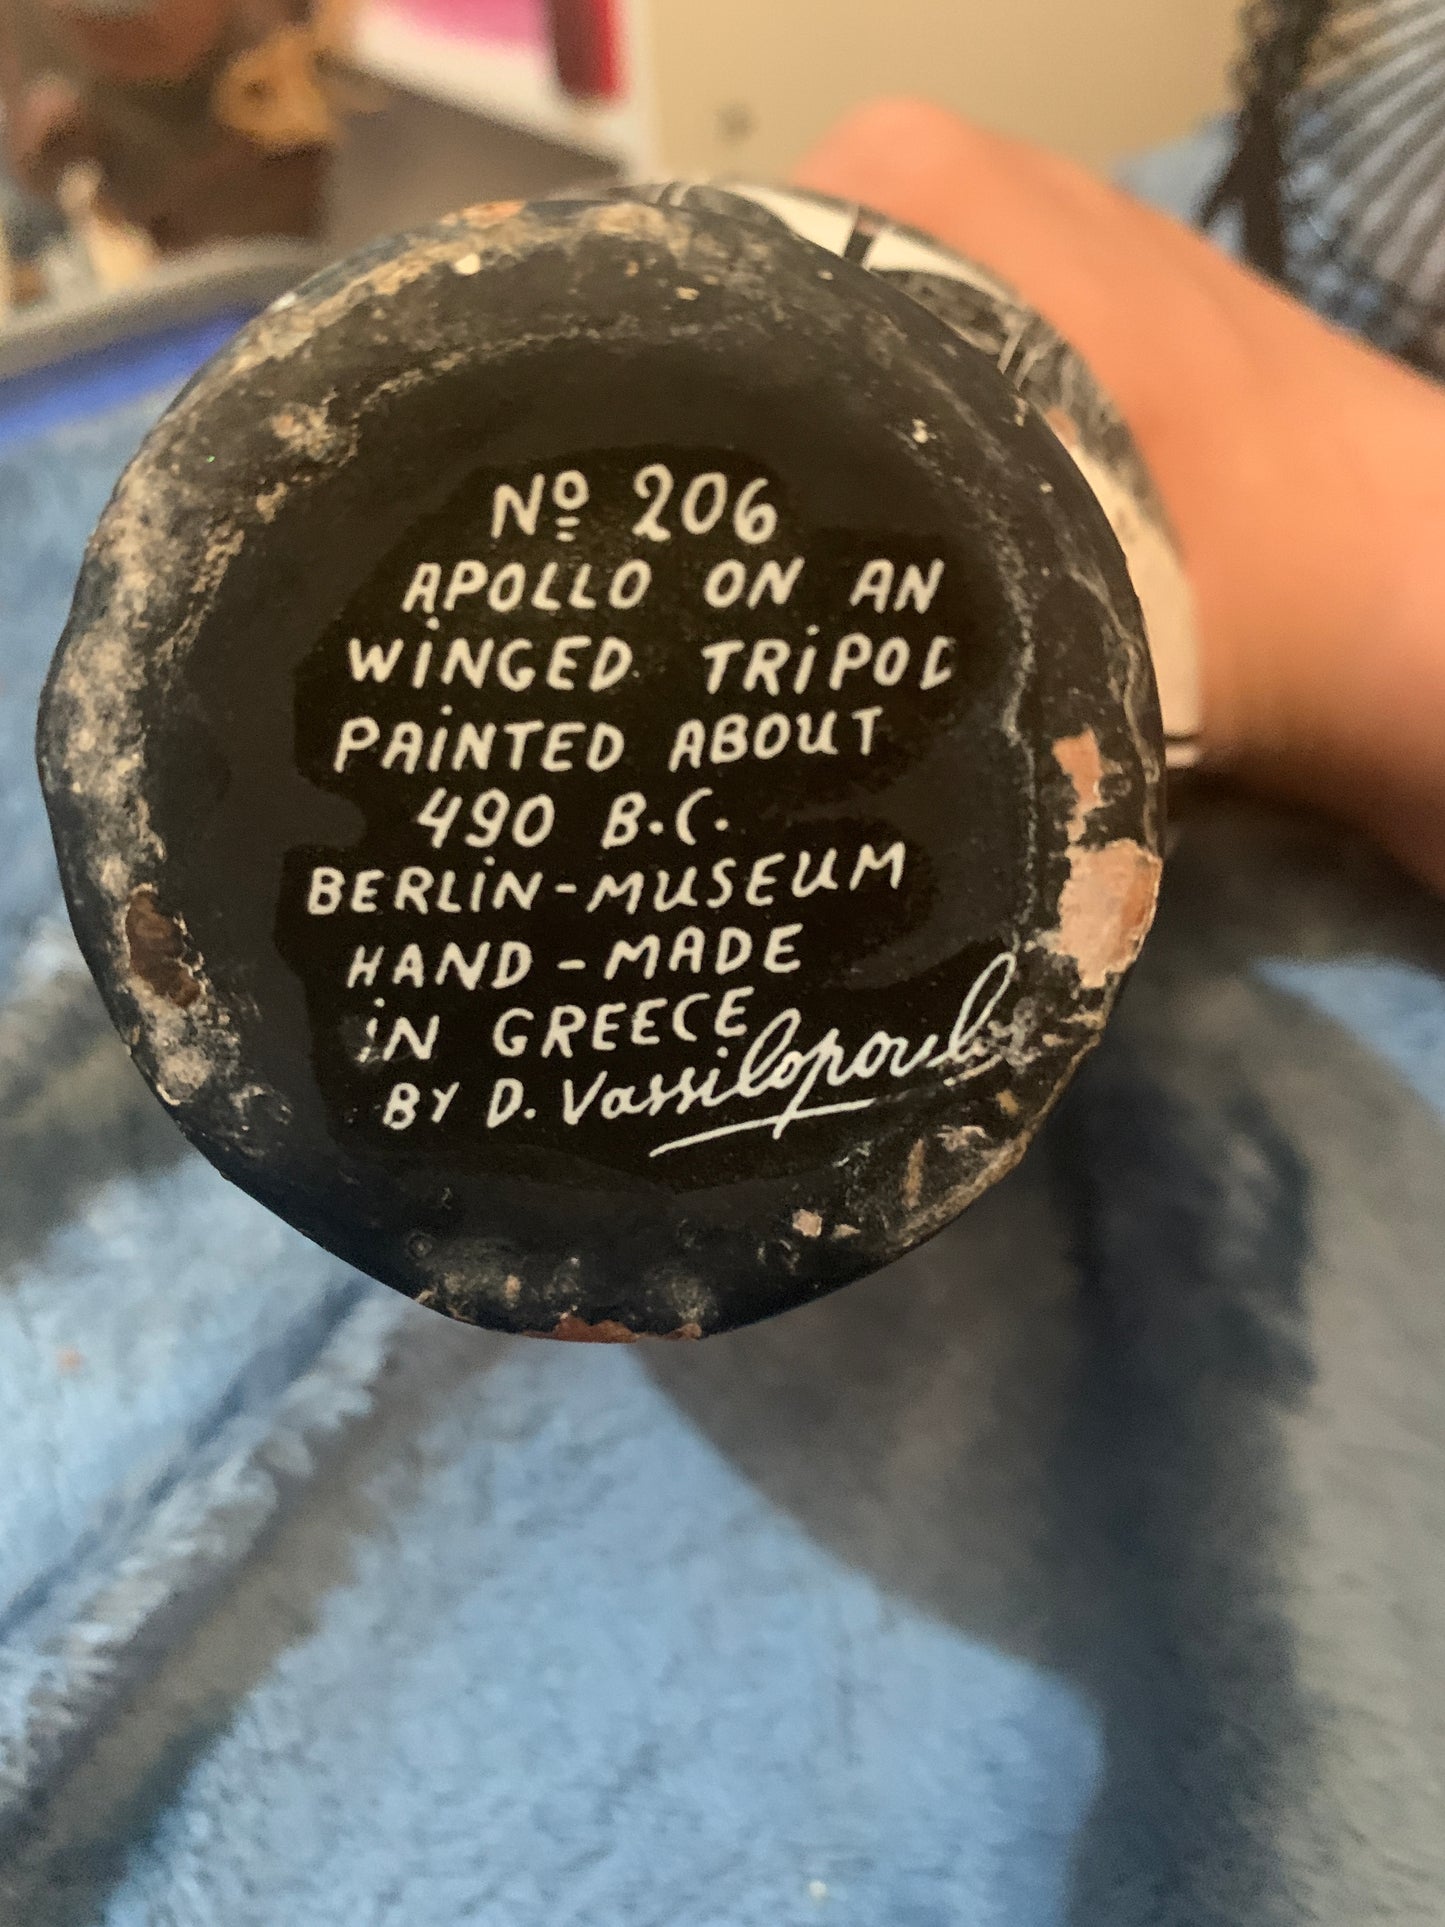 Nº 206
APOLLO ON AN
WINGED TRIPOD
PAINTED ABOUT
490 B.C.
BERLIN-MUSEUM
HAND-MADE
IN GREECE
BY D. Vassilopoulos